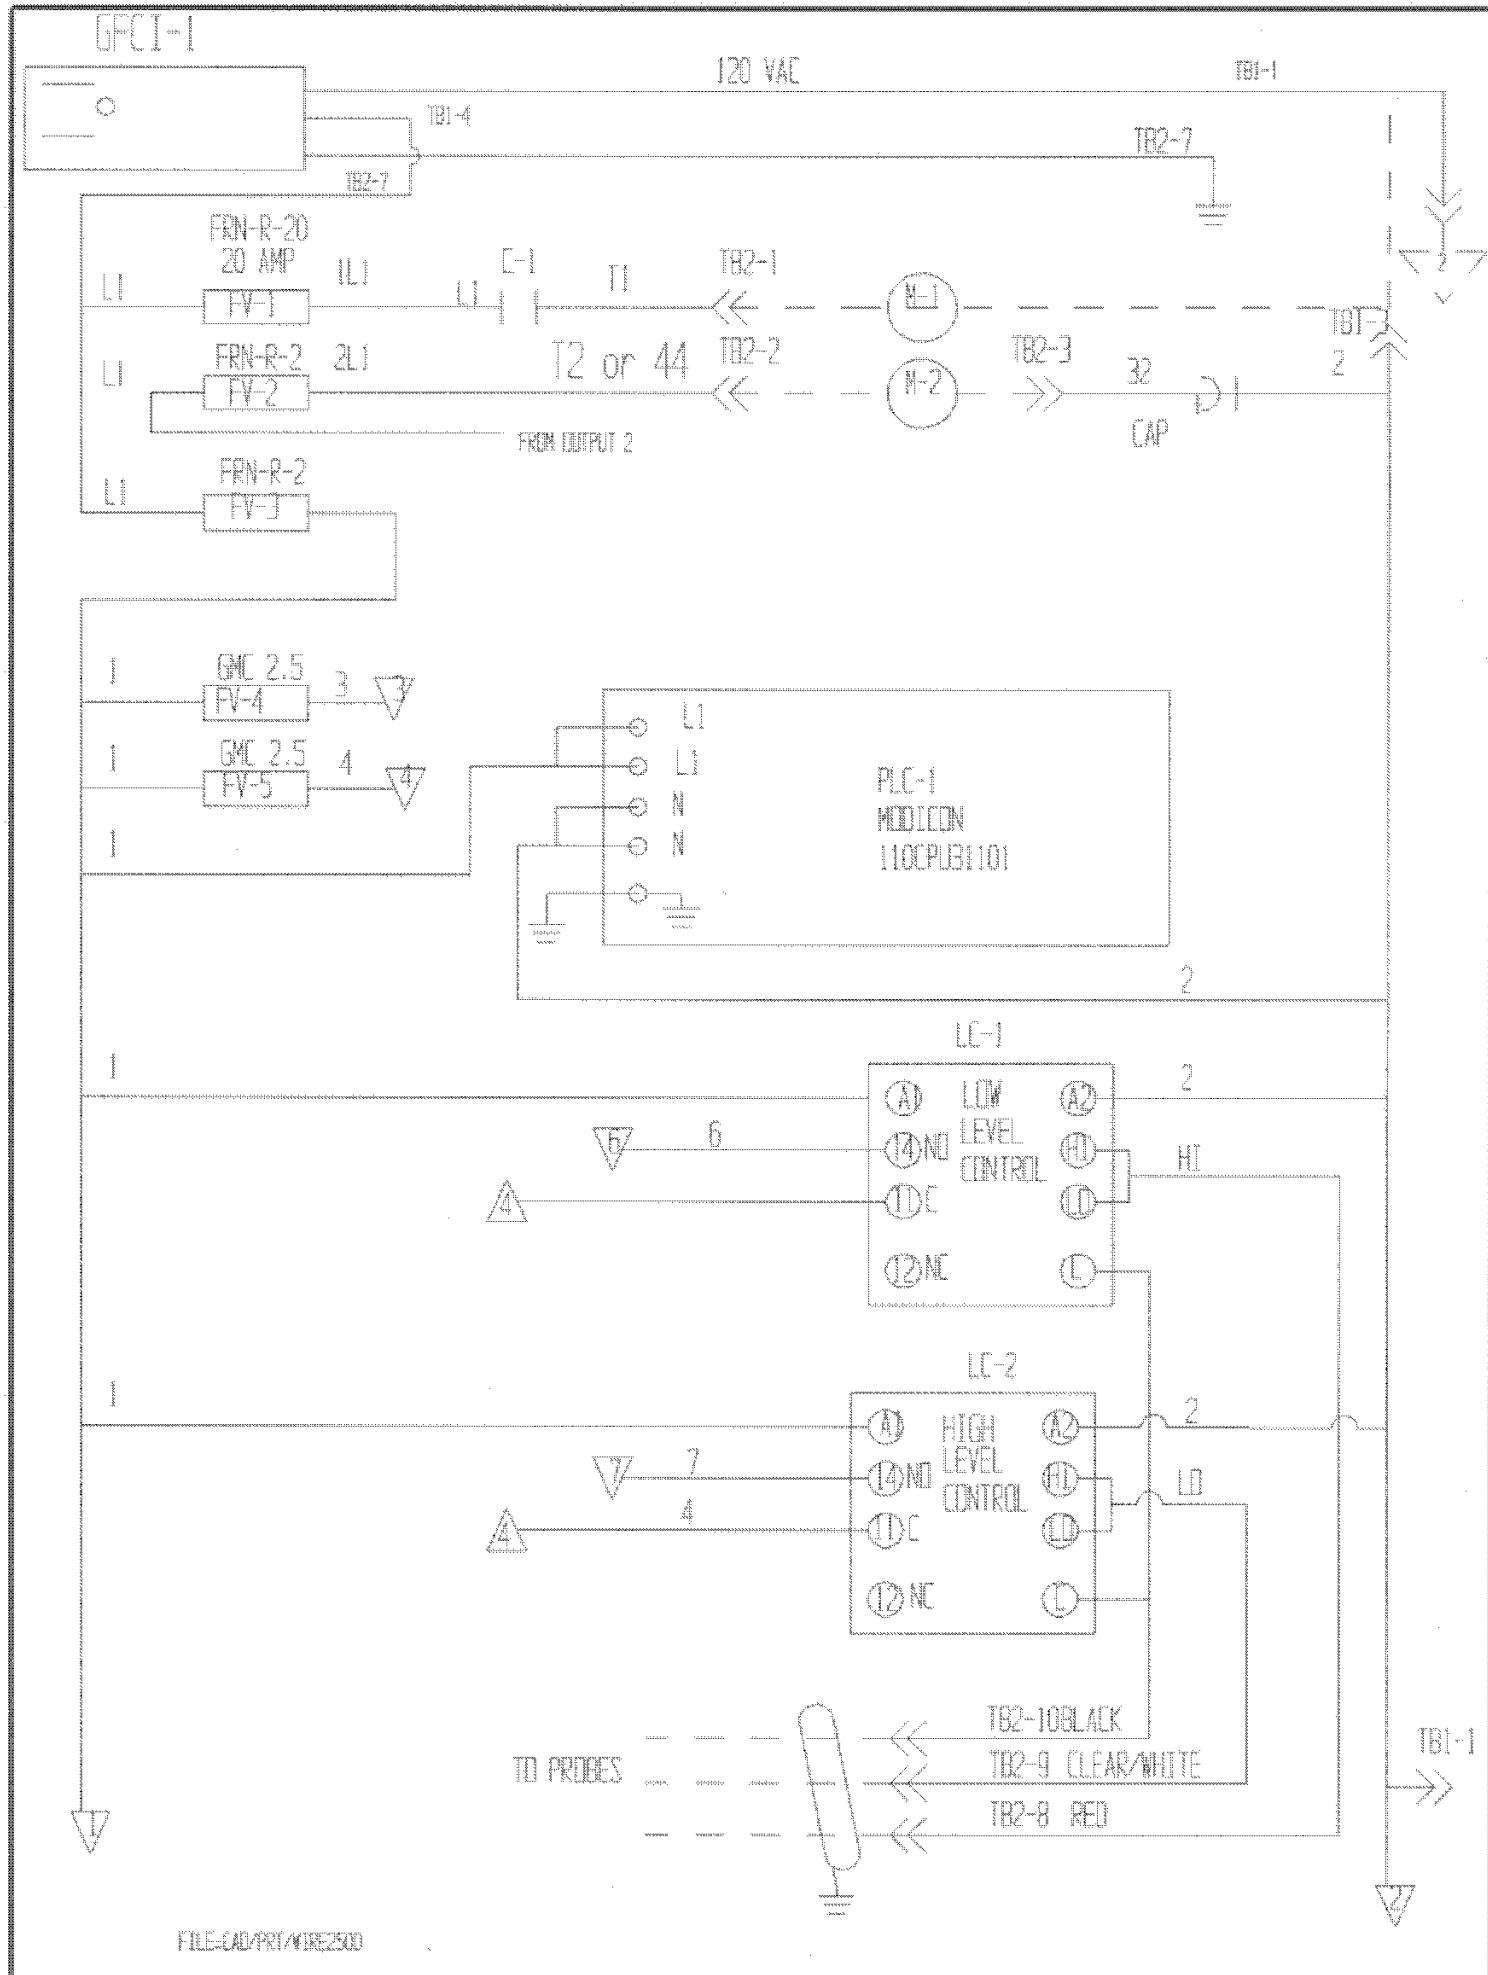 GFCI-1
120 VAC
TB1-1
TB1-4
TB2-7
TB2-7
FRN-R-20
20 AMP
L1
FV-1
1L1
L1
C-1
T1
TB2-1
M-1
2
TB1-3
FRN-R-2
L1
FV-2
2L1
T2 or 44
TB2-2
M-2
TB2-3
32
2
CAP
FROM OUTPUT 2
FRN-R-2
L1
FV-3
1
GMC 2.5
FV-4
3
3
1
GMC 2.5
FV-5
4
4
1
L1
L1
N
N
PLC-1
MODICON
110CPU31101
2
LC-1
1
A1
LOW
LEVEL
CONTROL
A2
2
6
6
14 NO
HI
HI
4
11 C
LO
12 NC
C
LC-2
1
A1
HIGH
LEVEL
CONTROL
A2
2
7
7
14 NO
HI
LO
4
4
11 C
LO
12 NC
C
TB2-10BLACK
TO PROBES
TB2-9 CLEAR/WHITE
TB2-8 RED
TB1-1
1
2
FILE-CAD/PRT/WIRE2500